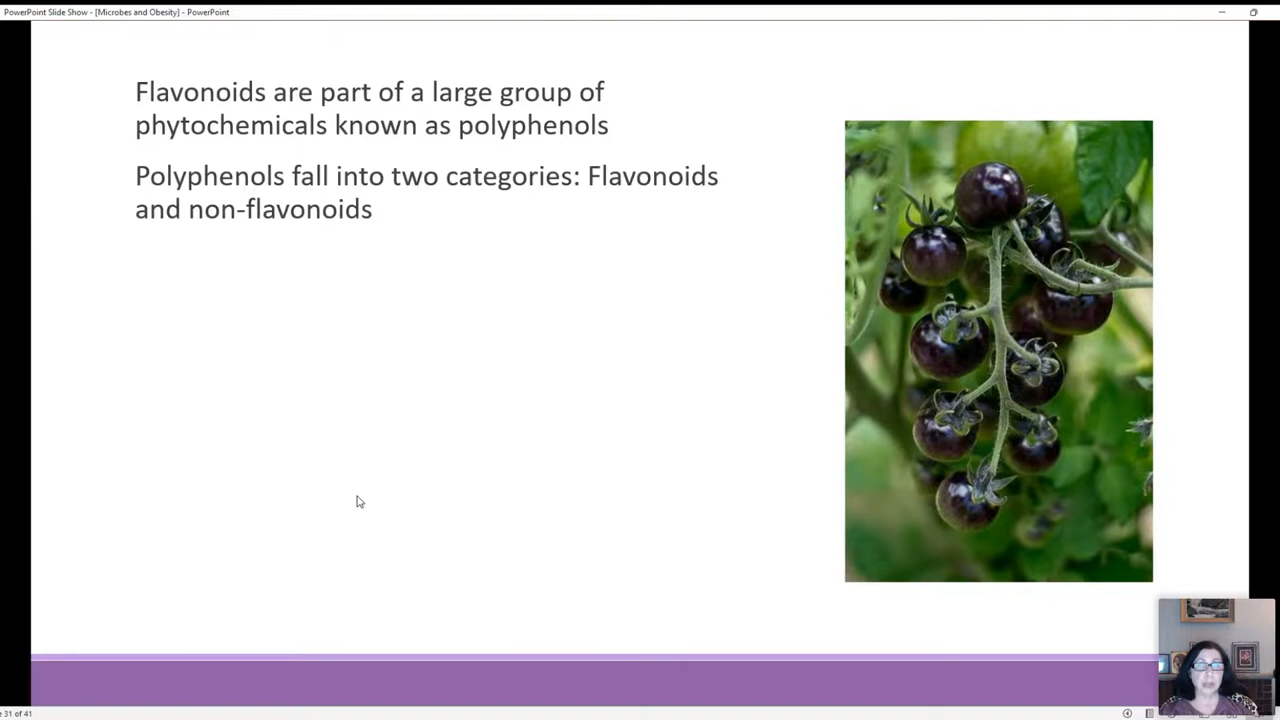 PowerPoint Slide Show - [Microbes and Obesity] - PowerPoint
Flavonoids are part of a large group of
phytochemicals known as polyphenols
Polyphenols fall into two categories: Flavonoids
and non-flavonoids
e 31 of 41